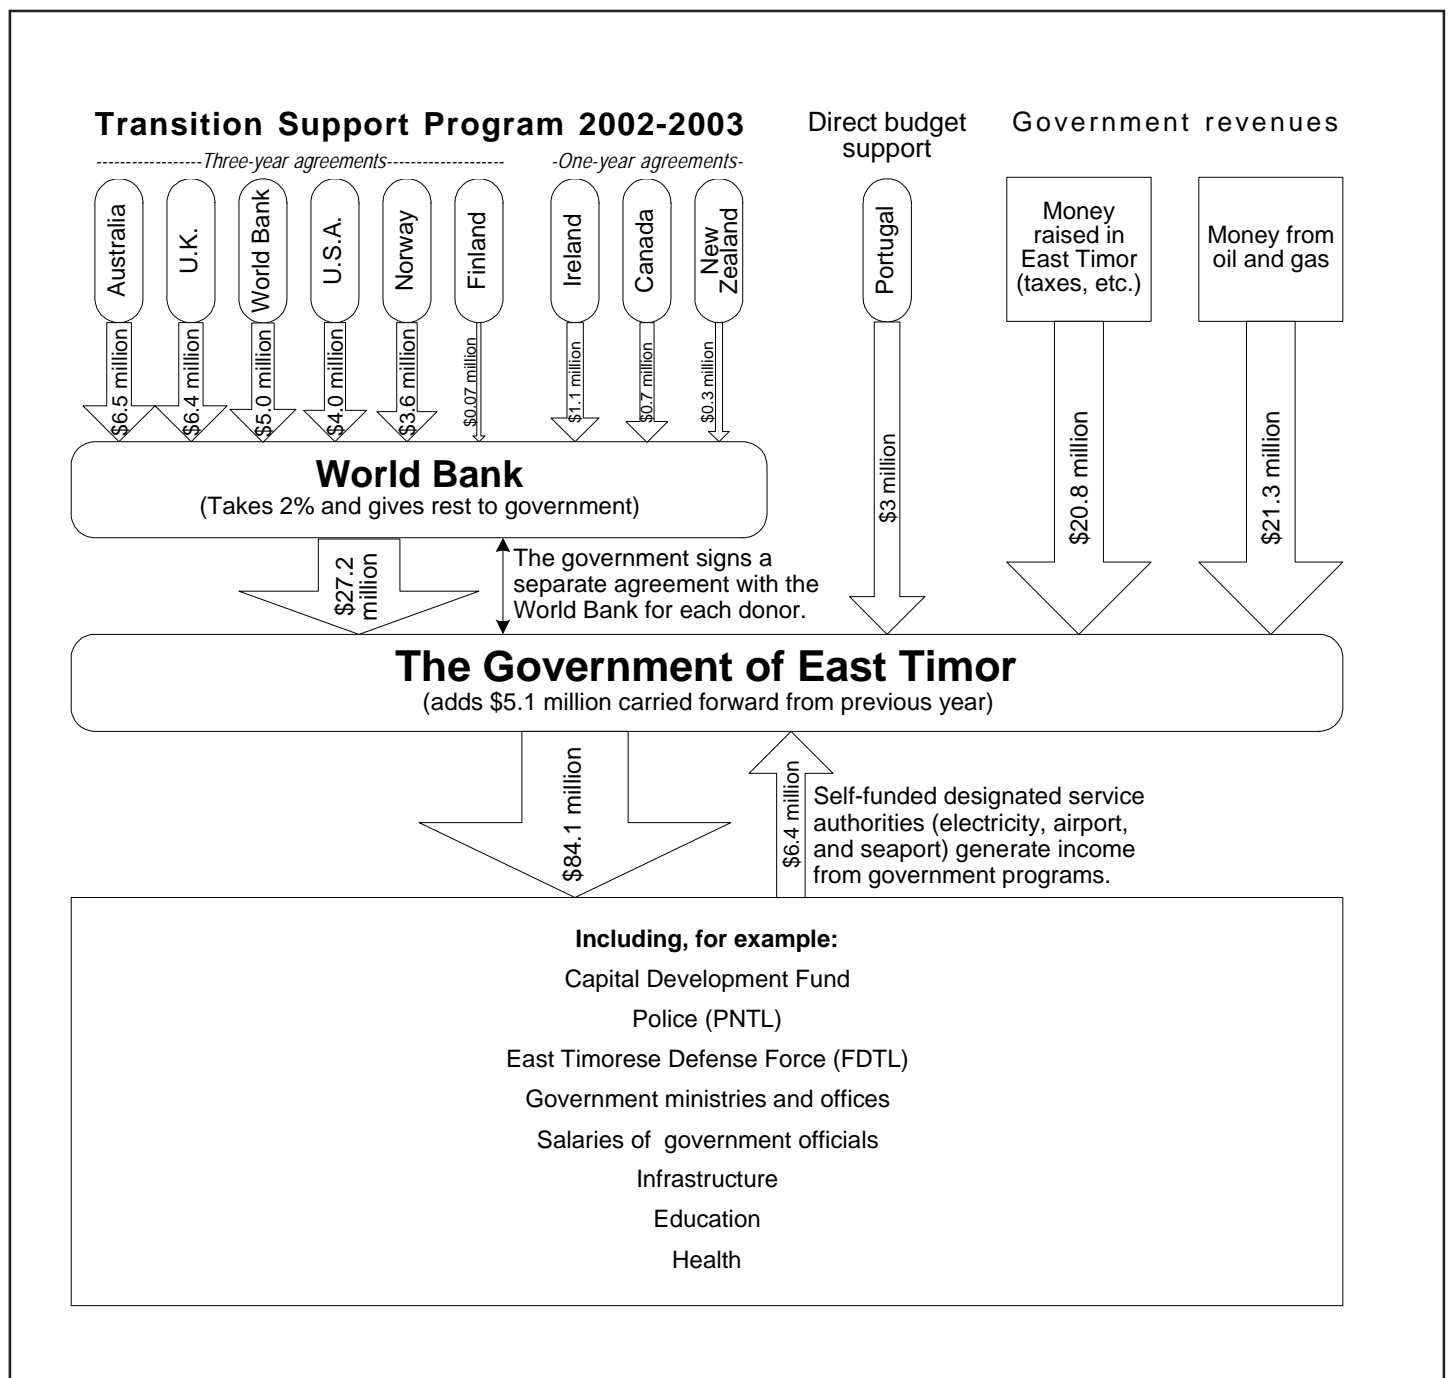 Transition Support Program 2002-2003
------------------Three-year agreements--------------------
-One-year agreements-
Direct budget
support
Government revenues
Australia
U.K.
World Bank
U.S.A.
Norway
Finland
Ireland
Canada
New
Zealand
Portugal
Money
raised in
East Timor
(taxes, etc.)
Money from
oil and gas
$6.5 million
$6.4 million
$5.0 million
$4.0 million
$3.6 million
$0.07 million
$1.1 million
$0.7 million
$0.3 million
$3 million
$20.8 million
$21.3 million
World Bank
(Takes 2% and gives rest to government)
$27.2
million
The government signs a
separate agreement with the
World Bank for each donor.
The Government of East Timor
(adds $5.1 million carried forward from previous year)
$84.1 million
$6.4 million
Self-funded designated service
authorities (electricity, airport,
and seaport) generate income
from government programs.
Including, for example:
Capital Development Fund
Police (PNTL)
East Timorese Defense Force (FDTL)
Government ministries and offices
Salaries of  government officials
Infrastructure
Education
Health